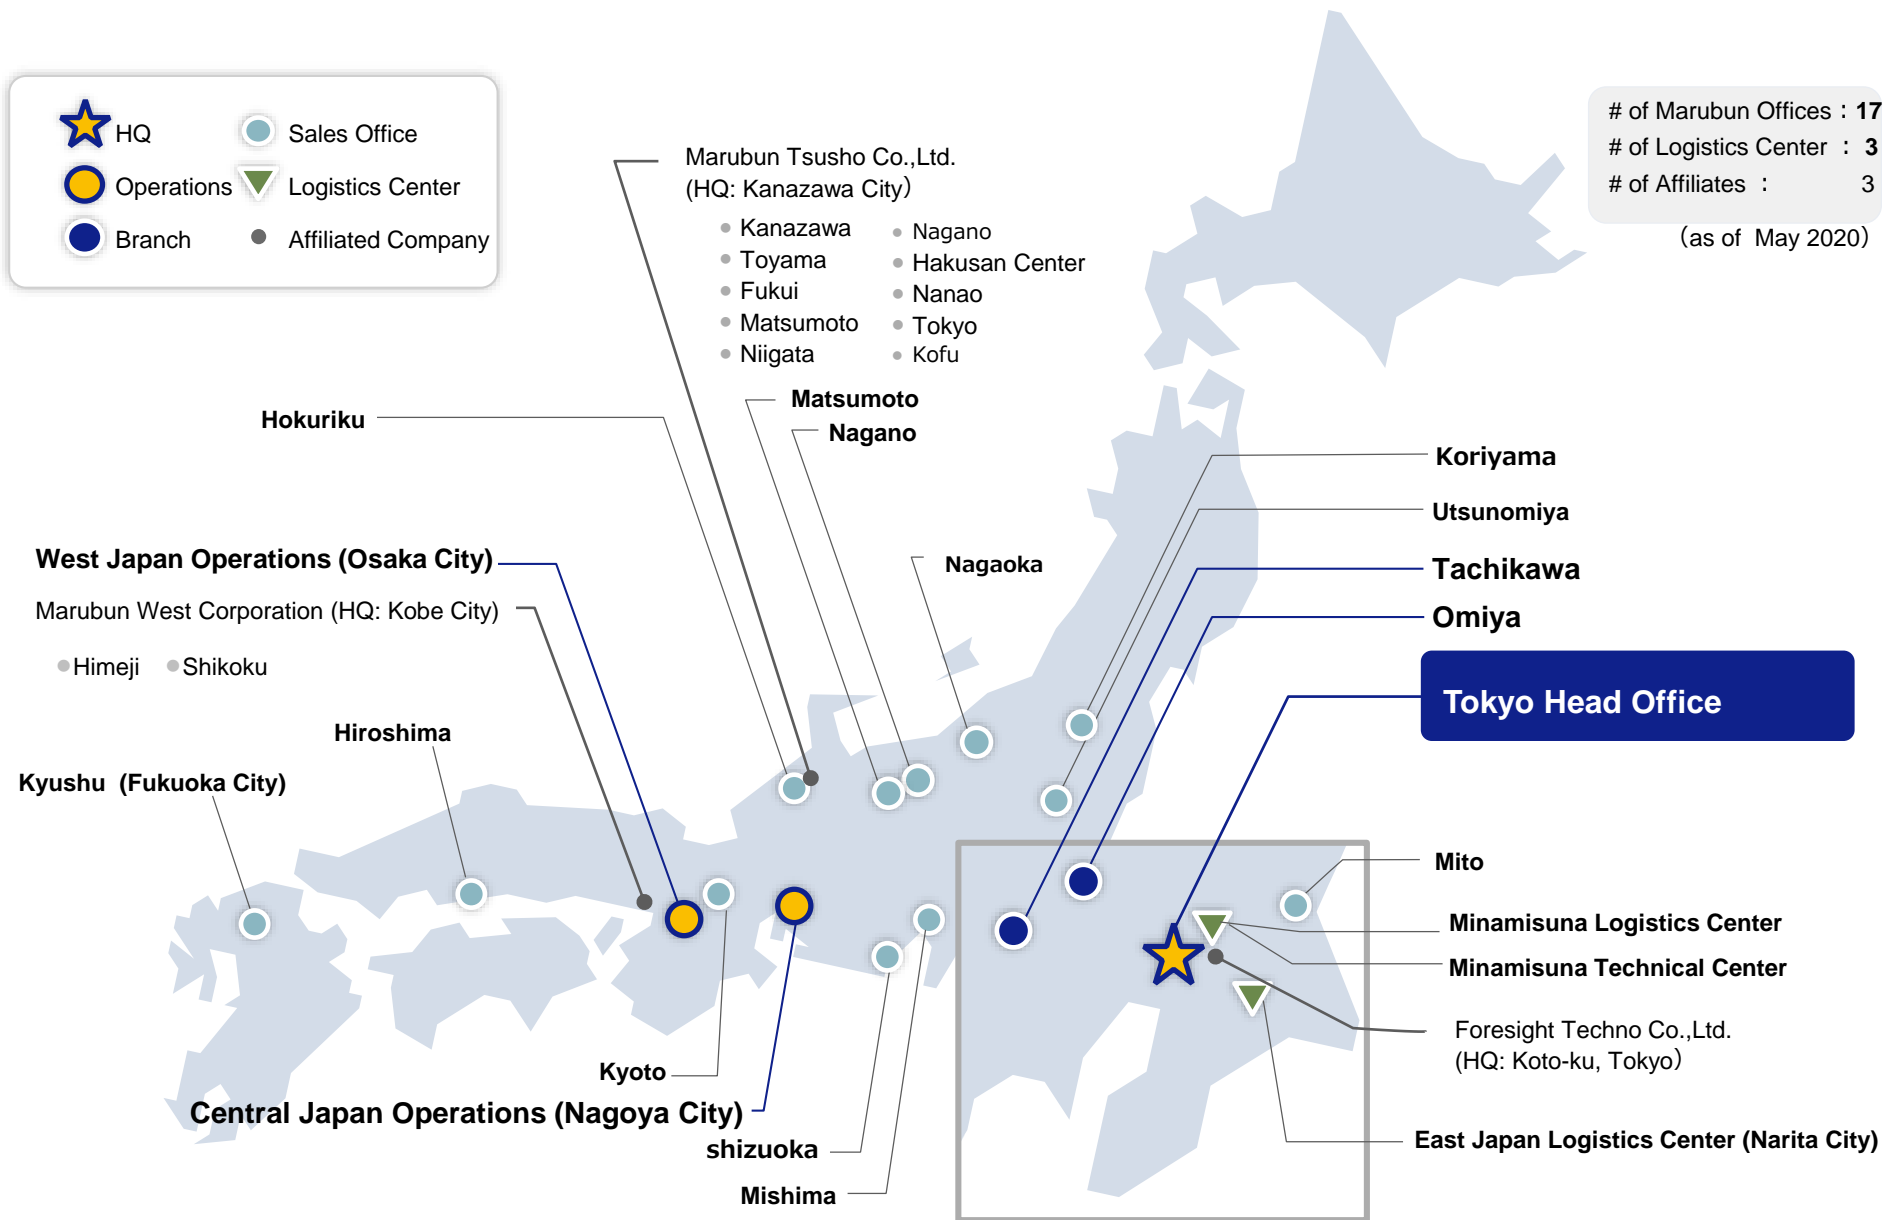 HQ
Sales Office
Operations
Logistics Center
Branch
Affiliated Company
# of Marubun Offices：17
# of Logistics Center ：3
# of Affiliates ： 3
（as of May 2020）
Marubun Tsusho Co.,Ltd.
(HQ: Kanazawa City）
Kanazawa
Toyama
Fukui
Matsumoto
Niigata
Nagano
Hakusan Center
Nanao
Tokyo
Kofu
Matsumoto
Nagano
Hokuriku
Koriyama
Utsunomiya
Nagaoka
Tachikawa
Omiya
West Japan Operations (Osaka City)
Marubun West Corporation (HQ: Kobe City)
Himeji
Shikoku
Tokyo Head Office
Hiroshima
Kyushu (Fukuoka City)
Mito
Minamisuna Logistics Center
Minamisuna Technical Center
Foresight Techno Co.,Ltd.
(HQ: Koto-ku, Tokyo）
Kyoto
Central Japan Operations (Nagoya City)
shizuoka
Mishima
East Japan Logistics Center (Narita City)